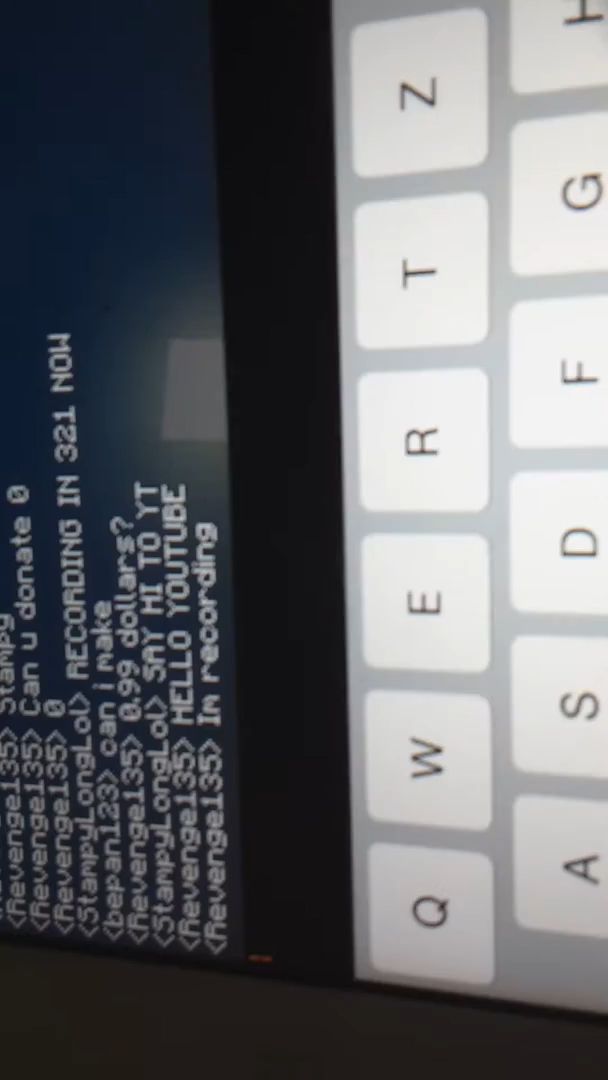 <Revenge135> Stampy
<Revenge135> Can u donate 0
<Revenge135> 0
<StampyLongLol> RECORDING IN 321 NOW
<bepan123> can i make
<Revenge135> 0.99 dollars?
<StampyLongLol> SAY HI TO YT
<Revenge135> HELLO YOUTUBE
<Revenge135> In recording
Q W E R T Z
A S D F G H